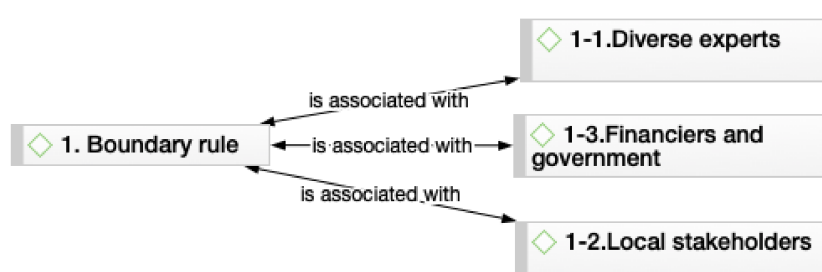 1-1.Diverse experts
is associated with
1. Boundary rule
is associated with
1-3.Financiers and
government
is associated with
1-2.Local stakeholders